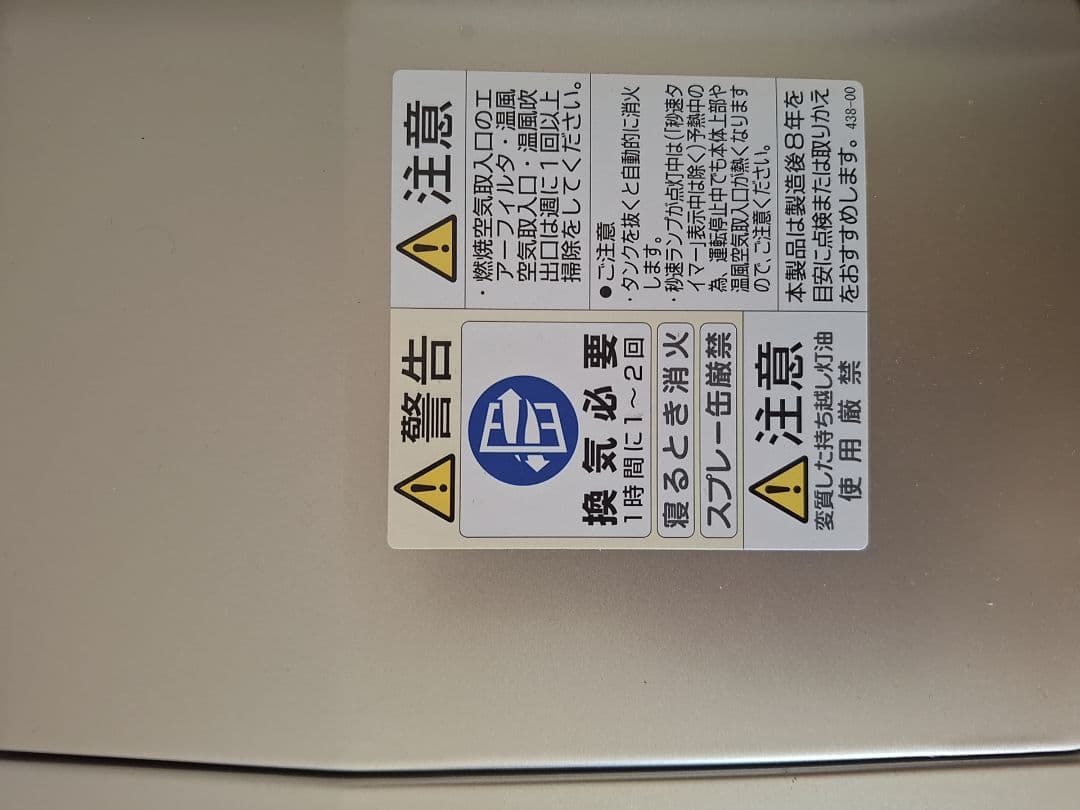 警告
換気必要
1時間に1～2回
寝るとき消火
スプレー缶厳禁
注意
変質した持ち越し灯油
使用厳禁
注意
・燃焼空気取入口のエ
アーフィルタ・温風
空気取入口・温風吹
出口は週に1回以上
掃除をしてください。
●ご注意
・タンクを抜くと自動的に消火
します。
・秒速ランプが点灯中は(「秒速タ
イマー」表示中は除く)予熱中の
為、運転停止中でも本体上部や
温風空気取入口が熱くなります
ので、ご注意ください。
本製品は製造後8年を
目安に点検または取りかえ
をおすすめします。 438-00